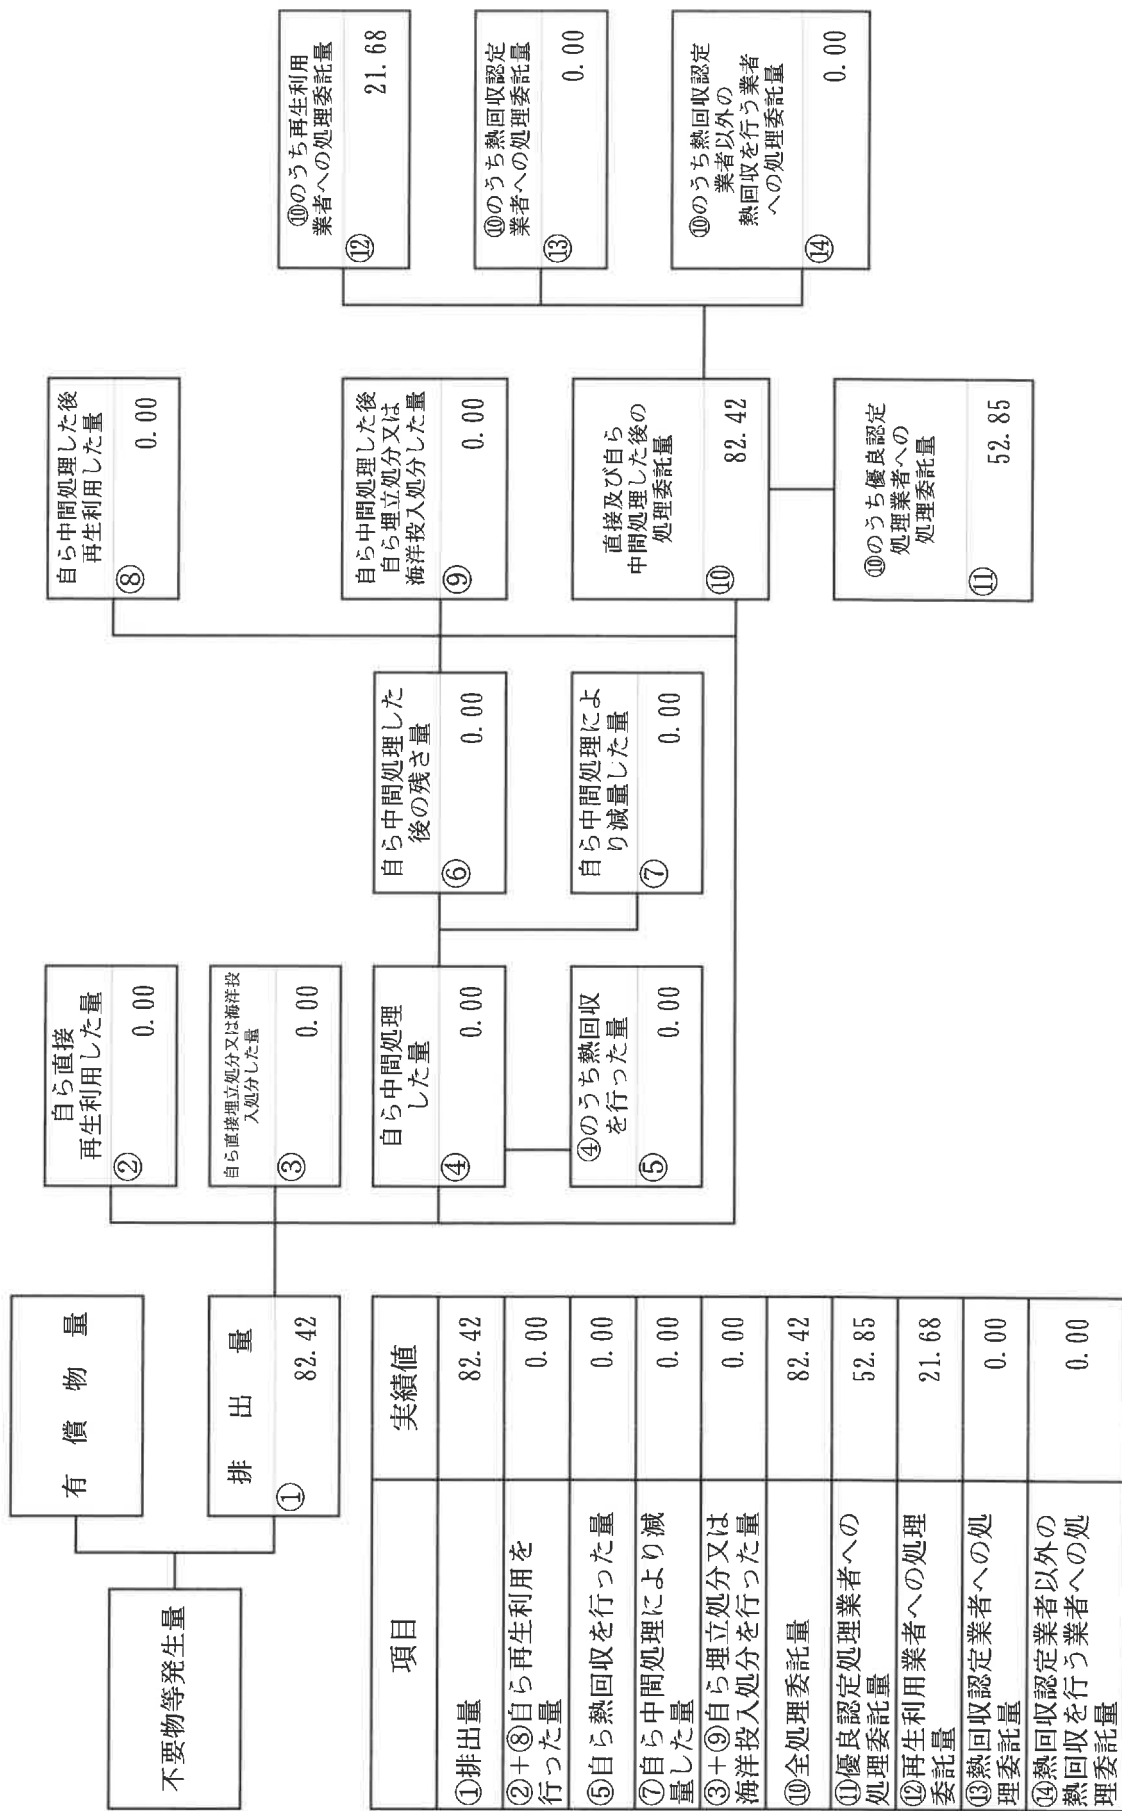 不要物等発生量
有償物量
排出量
① 82.42
自ら直接
再生利用した量
② 0.00
自ら直接埋立処分又は海洋投
入処分した量
③ 0.00
自ら中間処理
した量
④ 0.00
④のうち熱回収
を行った量
⑤ 0.00
自ら中間処理した
後の残さ量
⑥ 0.00
自ら中間処理によ
り減量した量
⑦ 0.00
自ら中間処理した後
再生利用した量
⑧ 0.00
自ら中間処理した後
自ら埋立処分又は
海洋投入処分した量
⑨ 0.00
直接及び自ら
中間処理した後の
処理委託量
⑩ 82.42
⑩のうち優良認定
処理業者への
処理委託量
⑪ 52.85
⑩のうち再生利用
業者への処理委託量
⑫ 21.68
⑩のうち熱回収認定
業者への処理委託量
⑬ 0.00
⑩のうち熱回収認定
業者以外の
熱回収を行う業者
への処理委託量
⑭ 0.00
項目 実績値
①排出量 82.42
②+⑧自ら再生利用を
行った量 0.00
⑤自ら熱回収を行った量 0.00
⑦自ら中間処理により減
量した量 0.00
③+⑨自ら埋立処分又は
海洋投入処分を行った量 0.00
⑩全処理委託量 82.42
⑪優良認定処理業者への
処理委託量 52.85
⑫再生利用業者への処理
委託量 21.68
⑬熱回収認定業者への処
理委託量 0.00
⑭熱回収認定業者以外の
熱回収を行う業者への処
理委託量 0.00